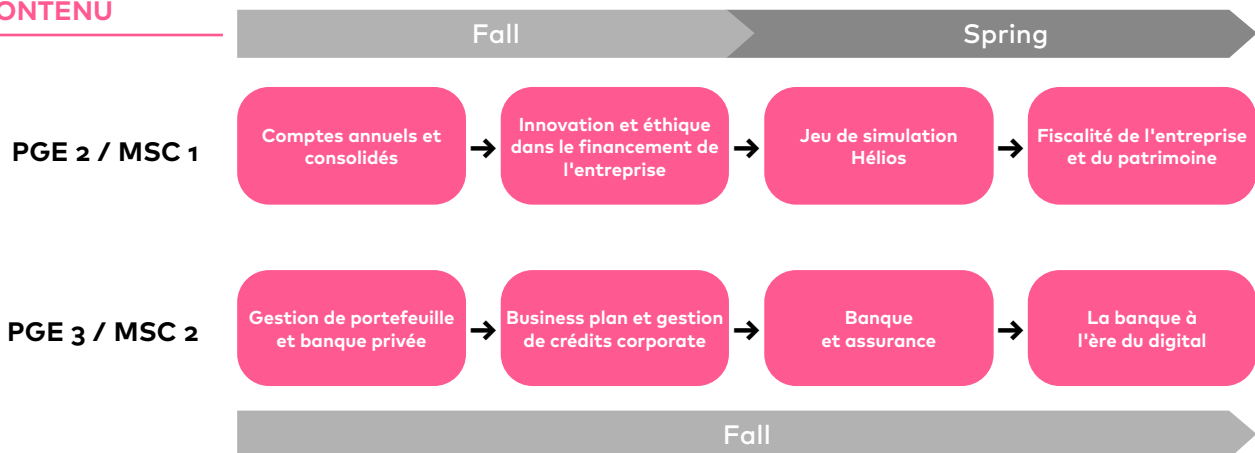 ONTENU
Fall
Spring
PGE 2 / MSC 1
Comptes annuels et
consolidés
Innovation et éthique
dans le financement de
l'entreprise
Jeu de simulation
Hélios
Fiscalité de l'entreprise
et du patrimoine
PGE 3 / MSC 2
Gestion de portefeuille
et banque privée
Business plan et gestion
de crédits corporate
Banque
et assurance
La banque à
l'ère du digital
Fall